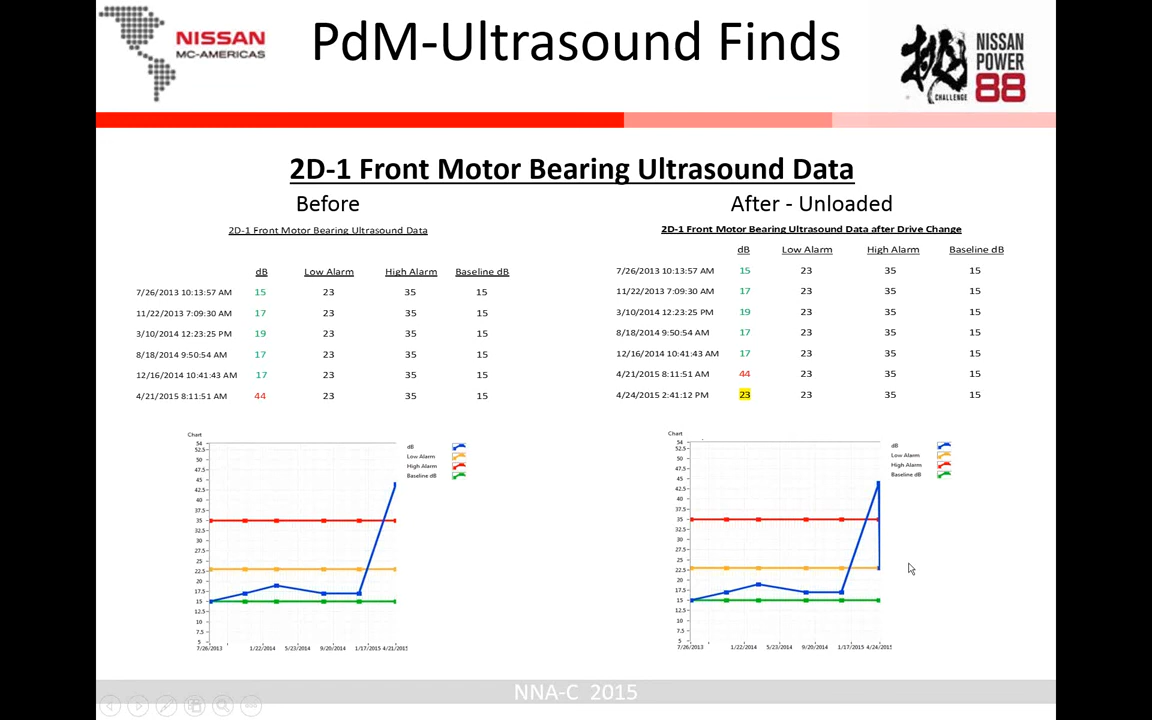 NISSAN
MC-AMERICAS
PdM-Ultrasound Finds
挑
CHALLENGE
NISSAN
POWER
88
2D-1 Front Motor Bearing Ultrasound Data
Before
2D-1 Front Motor Bearing Ultrasound Data
dB Low Alarm High Alarm Baseline dB
7/26/2013 10:13:57 AM 15 23 35 15
11/22/2013 7:09:30 AM 17 23 35 15
3/10/2014 12:23:25 PM 19 23 35 15
8/18/2014 9:50:54 AM 17 23 35 15
12/16/2014 10:41:43 AM 17 23 35 15
4/21/2015 8:11:51 AM 44 23 35 15
Chart
54
52.5
50
47.5
45
42.5
40
37.5
35
32.5
30
27.5
25
22.5
20
17.5
15
12.5
10
7.5
5
7/26/2013 1/22/2014 5/23/2014 9/20/2014 1/17/2015 4/21/2015
dB
Low Alarm
High Alarm
Baseline dB
After - Unloaded
2D-1 Front Motor Bearing Ultrasound Data after Drive Change
dB Low Alarm High Alarm Baseline dB
7/26/2013 10:13:57 AM 15 23 35 15
11/22/2013 7:09:30 AM 17 23 35 15
3/10/2014 12:23:25 PM 19 23 35 15
8/18/2014 9:50:54 AM 17 23 35 15
12/16/2014 10:41:43 AM 17 23 35 15
4/21/2015 8:11:51 AM 44 23 35 15
4/24/2015 2:41:12 PM 23 23 35 15
Chart
54
52.5
50
47.5
45
42.5
40
37.5
35
32.5
30
27.5
25
22.5
20
17.5
15
12.5
10
7.5
5
7/26/2013 1/22/2014 5/23/2014 9/20/2014 1/17/2015 4/24/2015
dB
Low Alarm
High Alarm
Baseline dB
NNA-C 2015